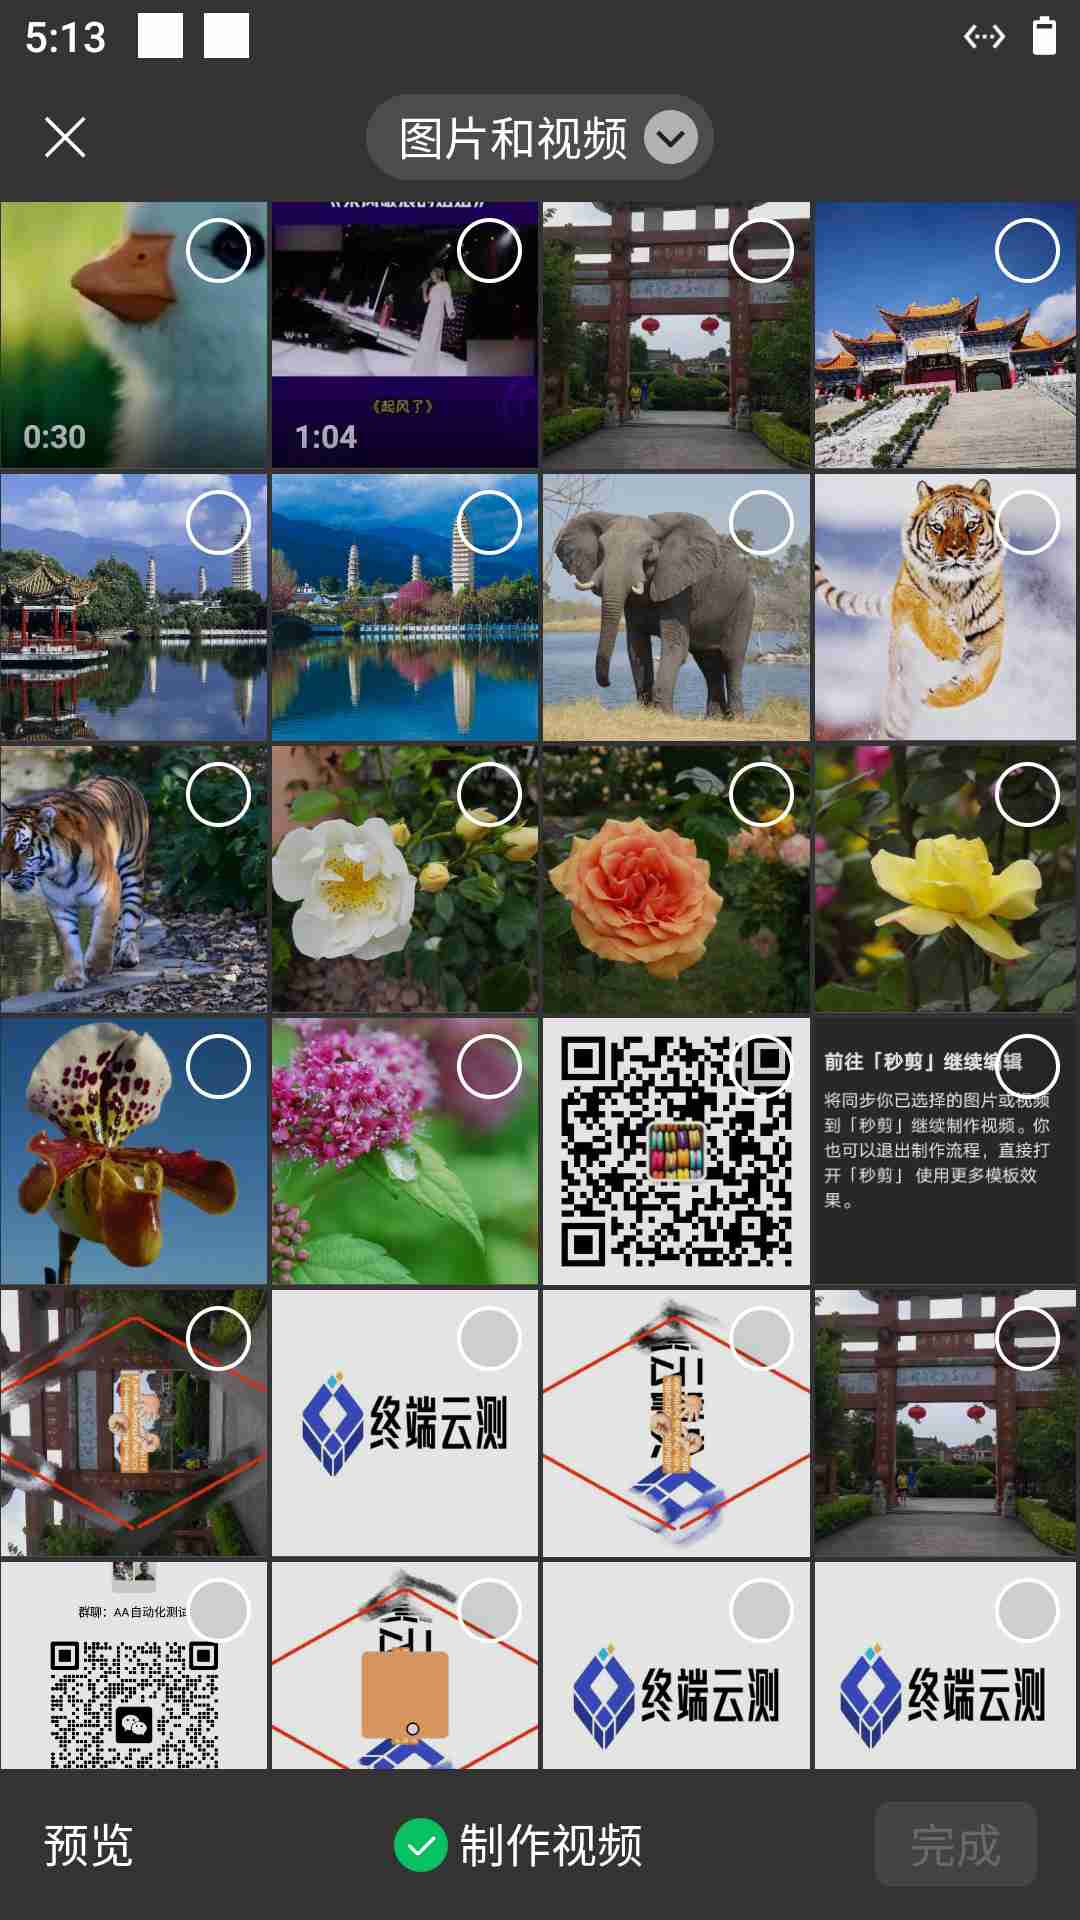 5:13
图片和视频
0:30
《起风了》
1:04
前往「秒剪」继续编辑
将同步你已选择的图片或视频
到「秒剪」继续制作视频。你
也可以退出制作流程，直接打
开「秒剪」使用更多模板效
果。
终端云测
群聊：AA自动化测试
终端云测
终端云测
预览
制作视频
完成